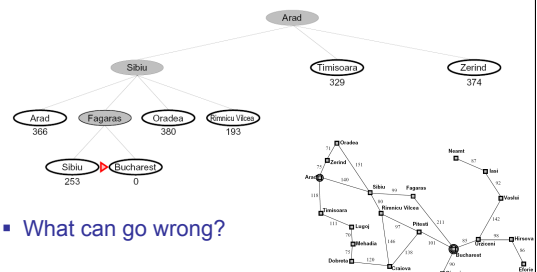 Arad
Sibiu
Timisoara
Zerind
329
374
Arad
Fagaras
Oradea
Rimnicu Vilcea
366
380
193
Sibiu
Bucharest
253
0
▪ What can go wrong?
Oradea
71
Zerind
75
151
Arad
140
Sibiu
99
Fagaras
118
80
Rimnicu Vilcea
Timisoara
111
Lugoj
97
Pitesti
211
70
Mehadia
146
101
75
138
Dobreta
120
Craiova
Neamt
87
Iasi
92
Vaslui
142
85
98
Hirsova
Urziceni
Bucharest
86
90
Eforie